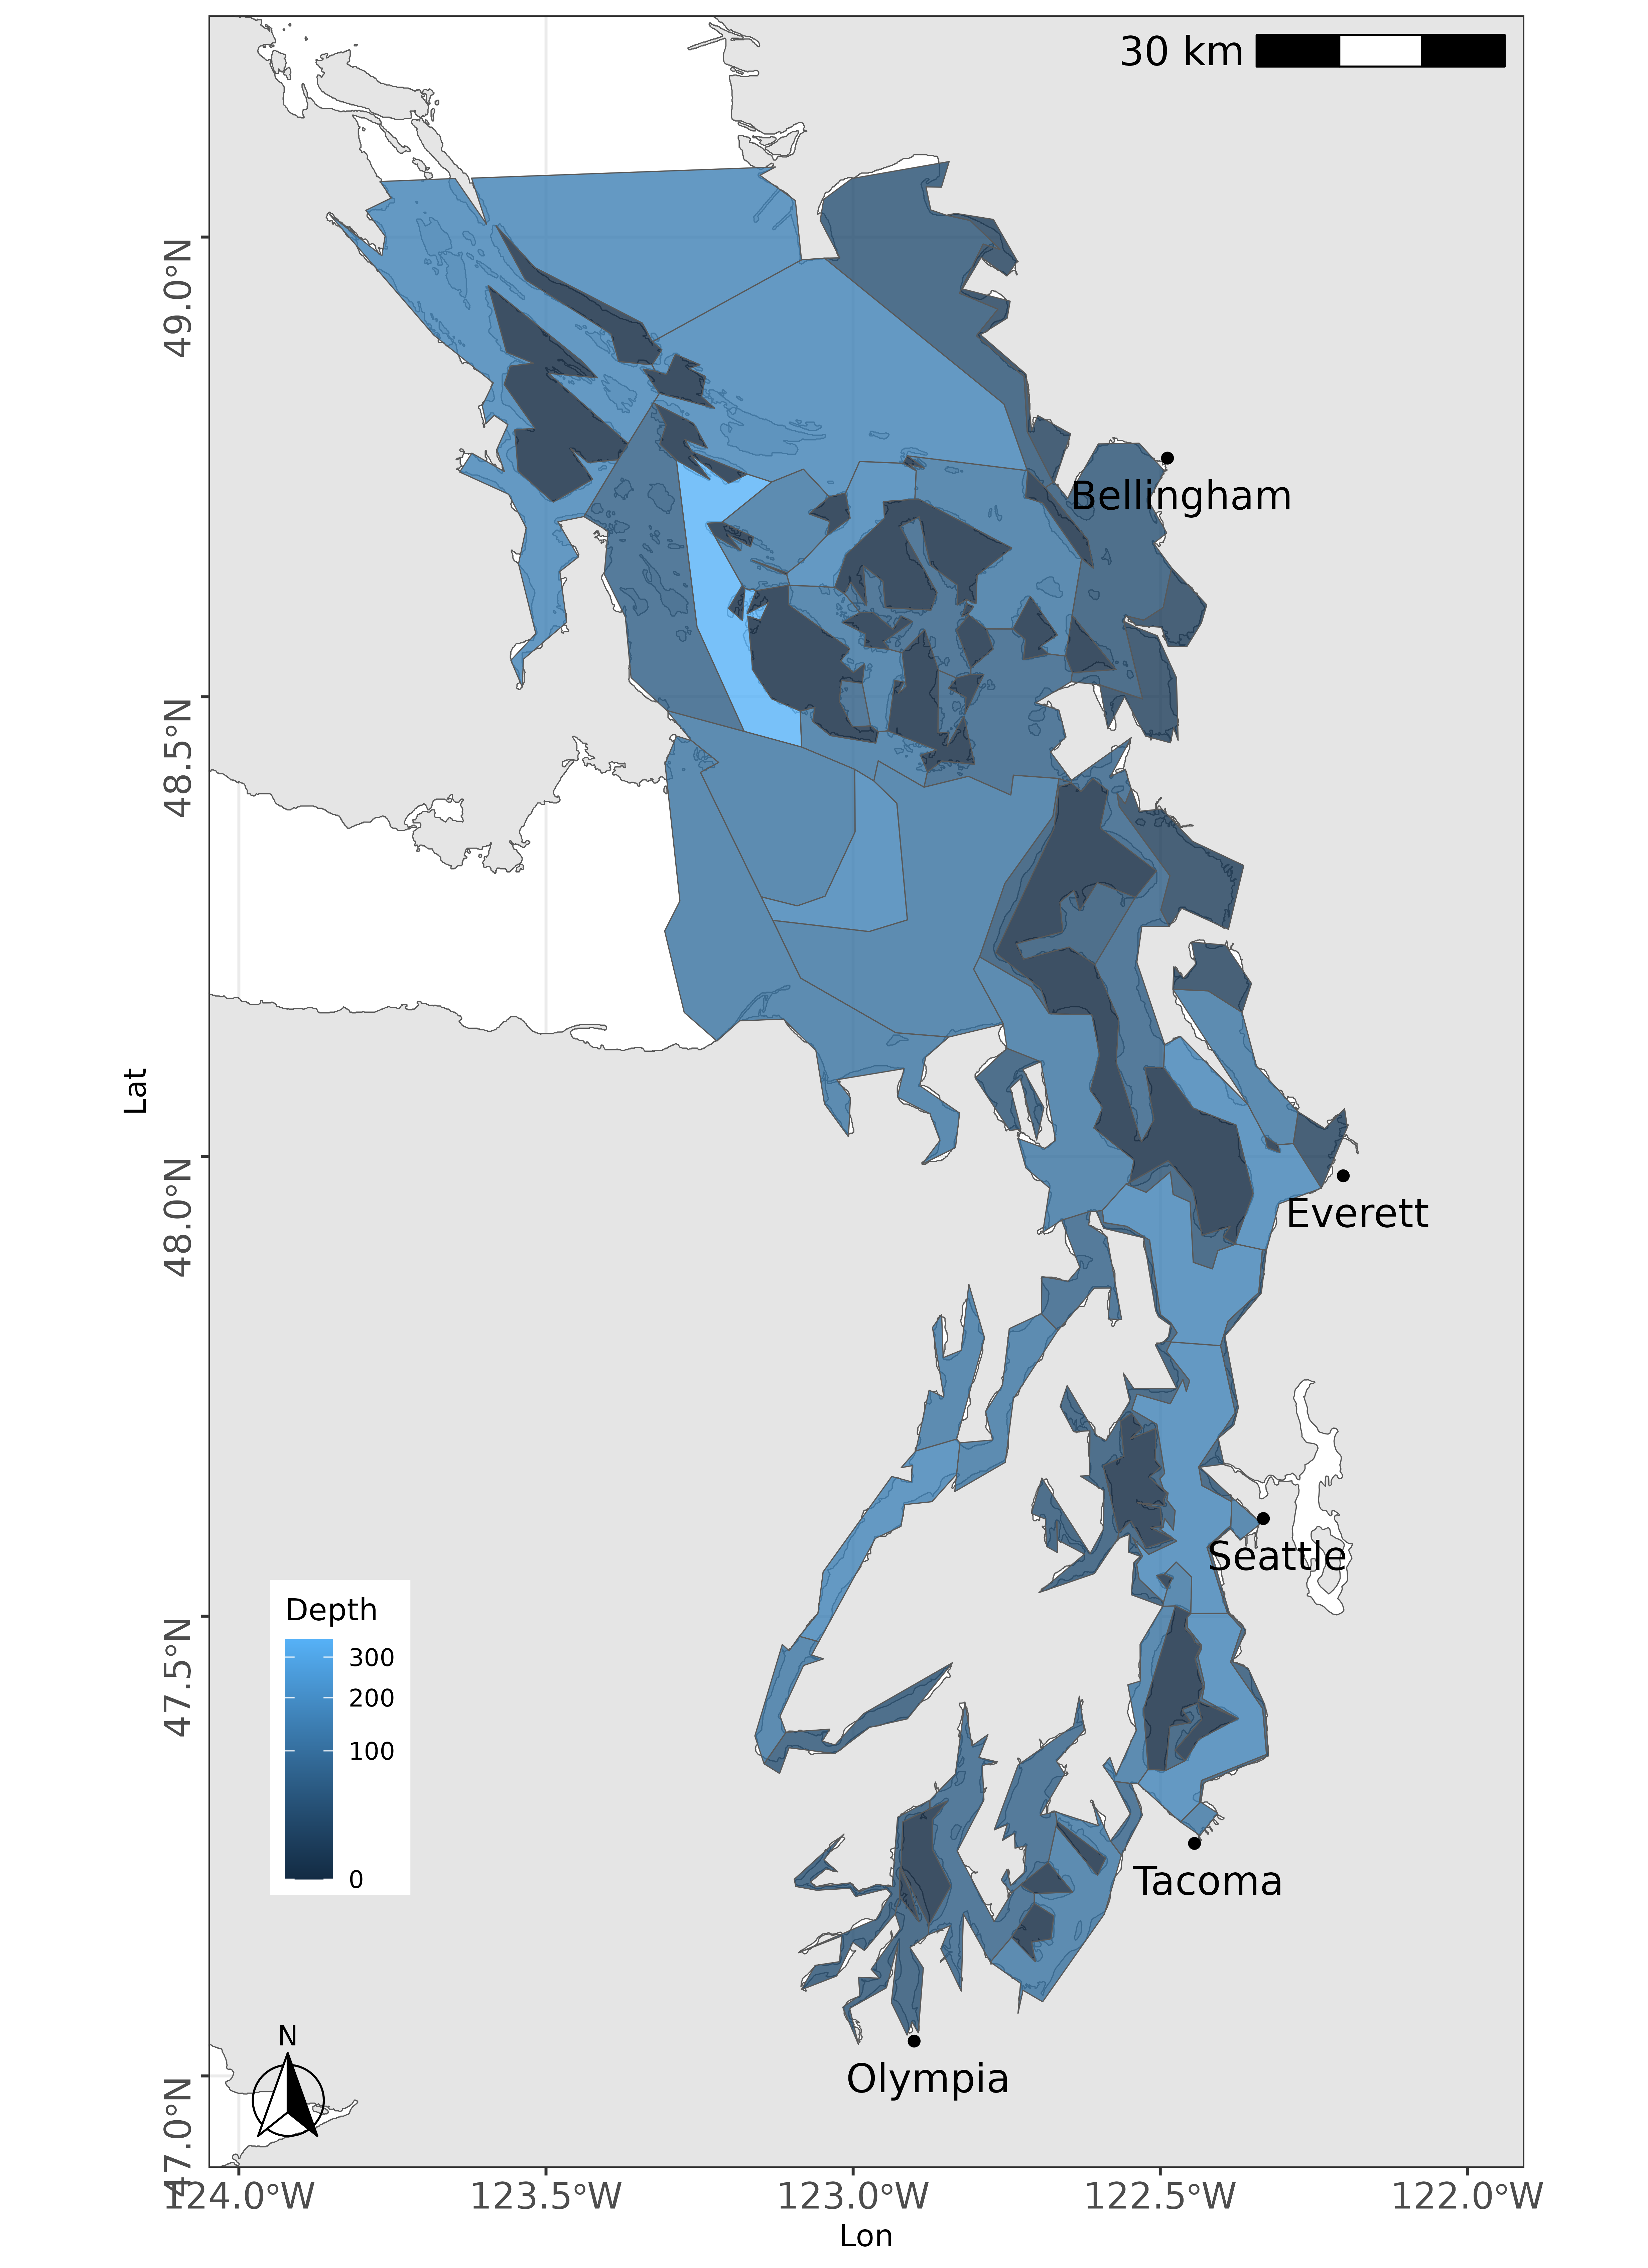 30 km
49.0°N
Bellingham
48.5°N
Lat
48.0°N
Everett
Seattle
47.5°N
Depth
300
200
100
0
Tacoma
N
Olympia
47.0°N
124.0°W 123.5°W 123.0°W 122.5°W 122.0°W
Lon